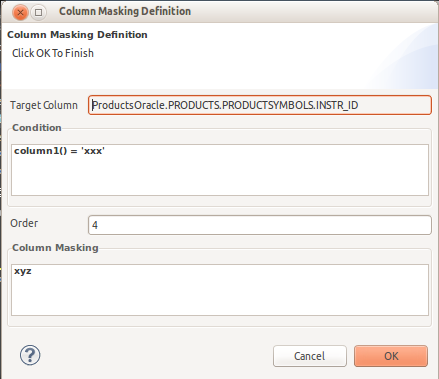 Column Masking Definition
Column Masking Definition
Click OK To Finish
Target Column ProductsOracle.PRODUCTS.PRODUCTSYMBOLS.INSTR_ID
Condition
column1() = 'xxx'
Order 4
Column Masking
xyz
? Cancel OK